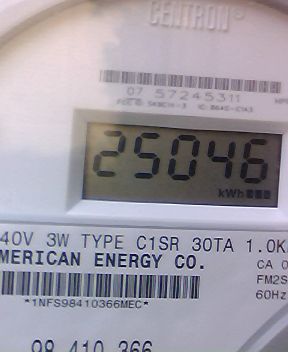 CENTRON®
07 57245311
25046
kWh
40V 3W TYPE C1SR 30TA 1.0K
MERICAN ENERGY CO.
CA 0
FM2S
60Hz
*1NFS98410366MEC*
98 410 366